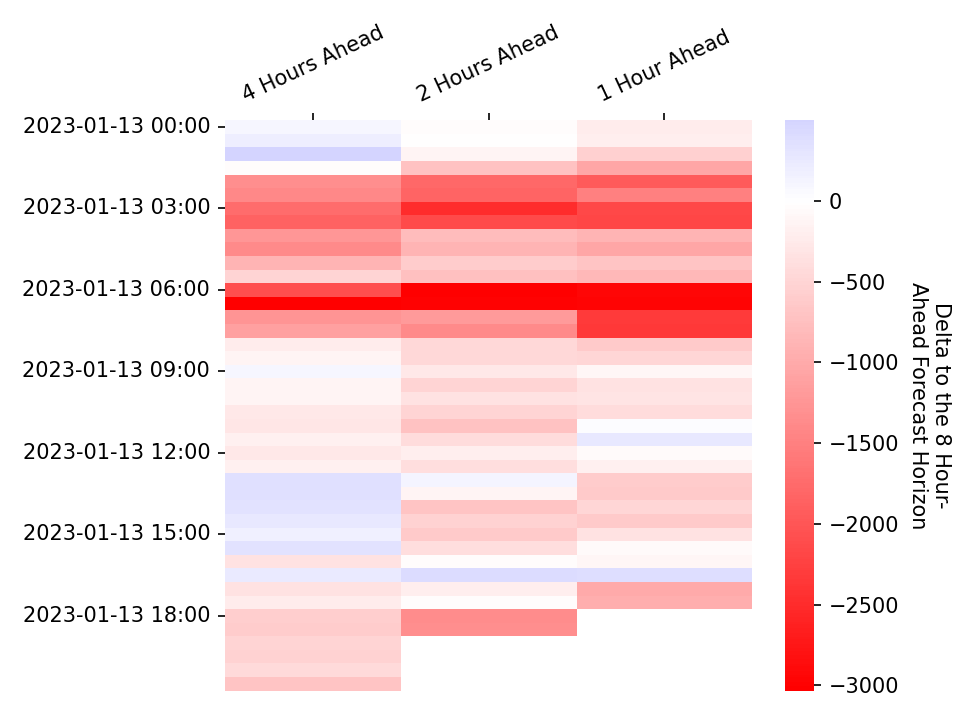 4 Hours Ahead
2 Hours Ahead
1 Hour Ahead
2023-01-13 00:00
2023-01-13 03:00
2023-01-13 06:00
2023-01-13 09:00
2023-01-13 12:00
2023-01-13 15:00
2023-01-13 18:00
0
−500
−1000
−1500
−2000
−2500
−3000
Delta to the 8 Hour-
Ahead Forecast Horizon